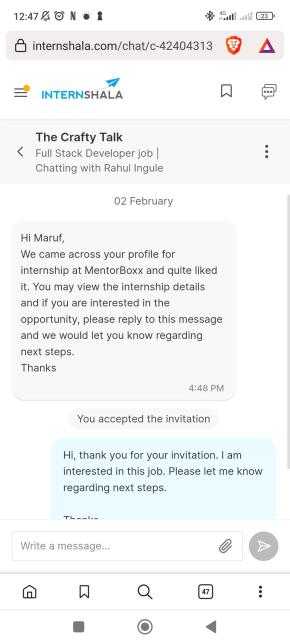 12:47
4G
23
internshala.com/chat/c-42404313
INTERNSHALA
The Crafty Talk
Full Stack Developer job |
Chatting with Rahul Ingule
02 February
Hi Maruf,
We came across your profile for
internship at MentorBoxx and quite liked
it. You may view the internship details
and if you are interested in the
opportunity, please reply to this message
and we would let you know regarding
next steps.
Thanks
4:48 PM
You accepted the invitation
Hi, thank you for your invitation. I am
interested in this job. Please let me know
regarding next steps.
Thanks
Write a message...
47